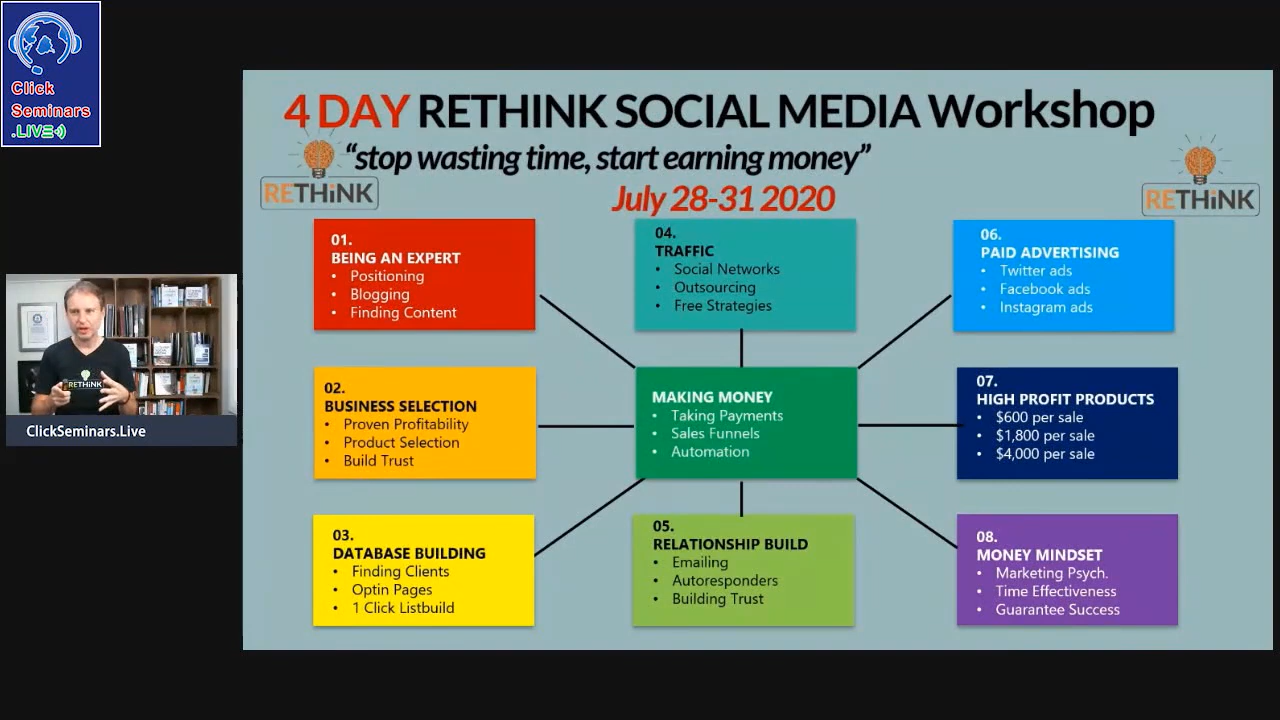 Click
Seminars
.LIVE
4 DAY RETHINK SOCIAL MEDIA Workshop
“stop wasting time, start earning money”
July 28-31 2020
RETHiNK
RETHiNK
01.
BEING AN EXPERT
• Positioning
• Blogging
• Finding Content
04.
TRAFFIC
• Social Networks
• Outsourcing
• Free Strategies
06.
PAID ADVERTISING
• Twitter ads
• Facebook ads
• Instagram ads
02.
BUSINESS SELECTION
• Proven Profitability
• Product Selection
• Build Trust
MAKING MONEY
• Taking Payments
• Sales Funnels
• Automation
07.
HIGH PROFIT PRODUCTS
• $600 per sale
• $1,800 per sale
• $4,000 per sale
03.
DATABASE BUILDING
• Finding Clients
• Optin Pages
• 1 Click Listbuild
05.
RELATIONSHIP BUILD
• Emailing
• Autoresponders
• Building Trust
08.
MONEY MINDSET
• Marketing Psych.
• Time Effectiveness
• Guarantee Success
RETHiNK
ClickSeminars.Live